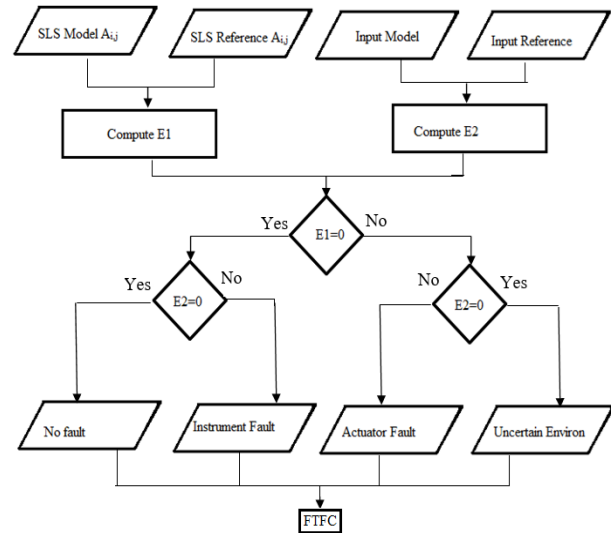 SLS Model Ai,j
SLS Reference Ai,j
Input Model
Input Reference
Compute E1
Compute E2
Yes
No
E1=0
Yes
No
No
Yes
E2=0
E2=0
No fault
Instrument Fault
Actuator Fault
Uncertain Environ
FTFC